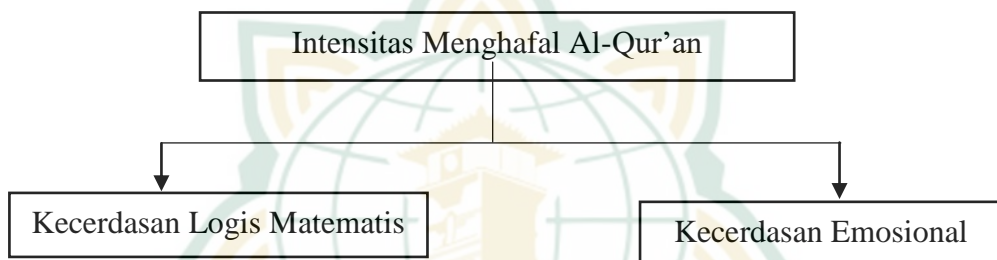 Intensitas Menghafal Al-Qur’an
Kecerdasan Logis Matematis
Kecerdasan Emosional